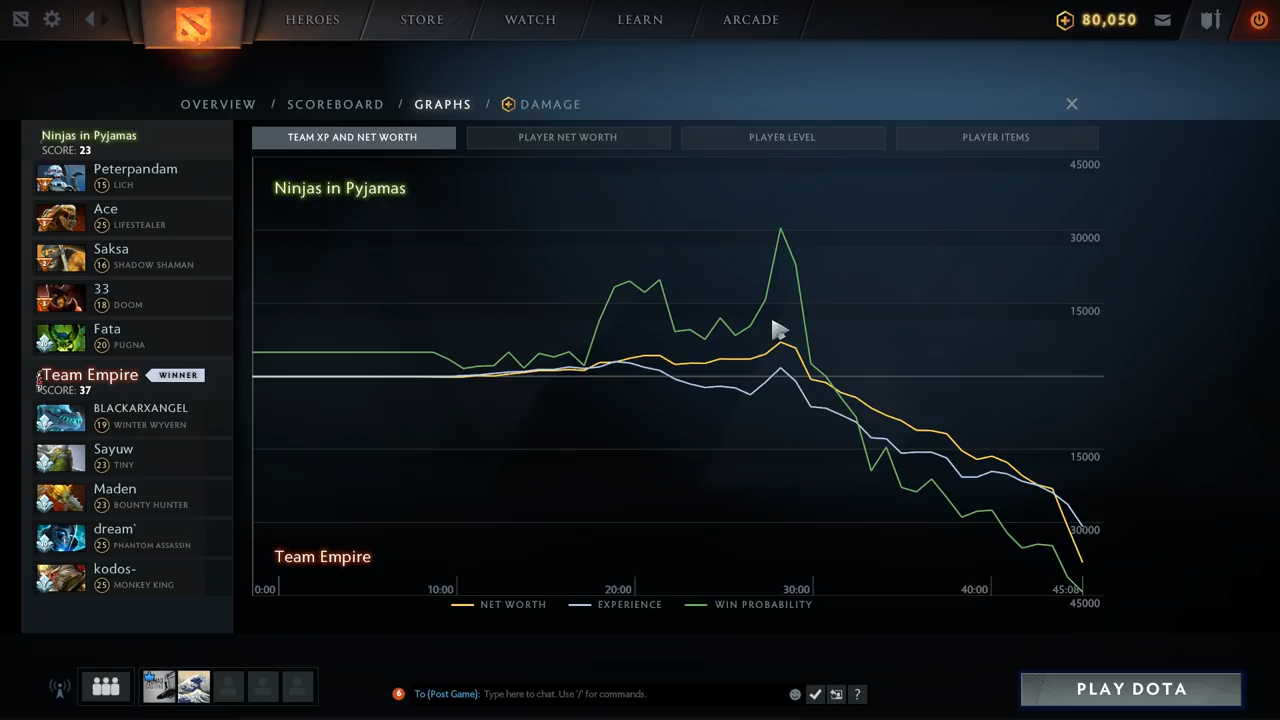 HEROES
STORE
WATCH
LEARN
ARCADE
80,050
OVERVIEW / SCOREBOARD / GRAPHS / DAMAGE
Ninjas in Pyjamas
SCORE: 23
Peterpandam
15 LICH
Ace
25 LIFESTEALER
Saksa
16 SHADOW SHAMAN
33
18 DOOM
Fata
20 PUGNA
Team Empire WINNER
SCORE: 37
BLACKARXANGEL
19 WINTER WYVERN
Sayuw
23 TINY
Maden
23 BOUNTY HUNTER
dream`
25 PHANTOM ASSASSIN
kodos-
25 MONKEY KING
TEAM XP AND NET WORTH
PLAYER NET WORTH
PLAYER LEVEL
PLAYER ITEMS
Ninjas in Pyjamas
45000
30000
15000
15000
30000
45000
Team Empire
0:00
10:00
20:00
30:00
40:00
45:08
NET WORTH
EXPERIENCE
WIN PROBABILITY
6 To (Post Game): Type here to chat. Use '/' for commands.
?
PLAY DOTA